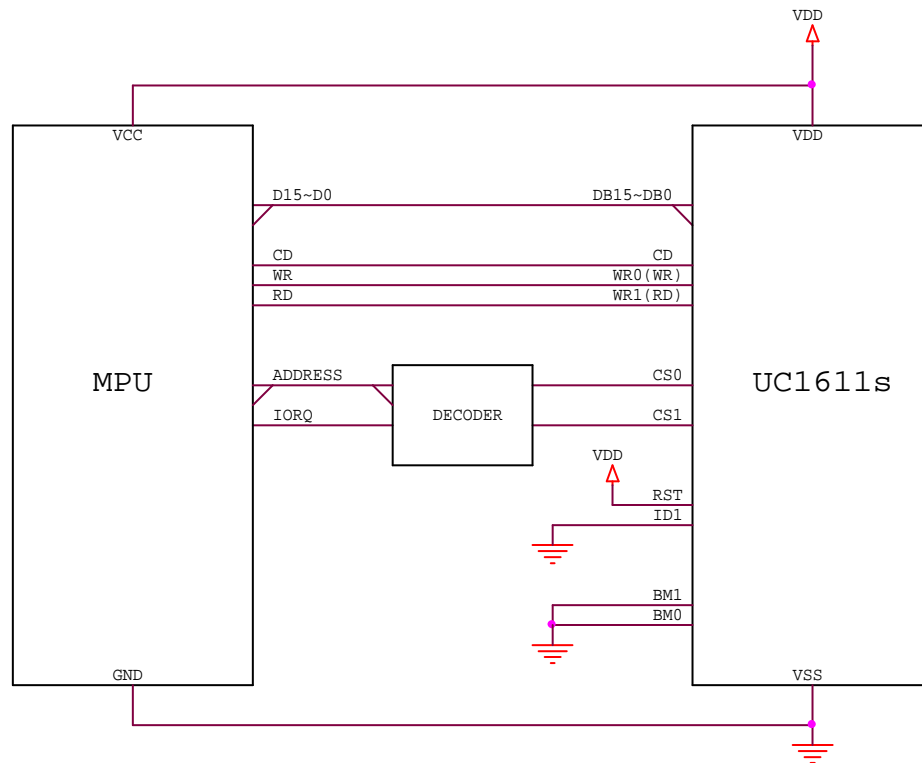 VDD
VCC
VDD
D15~D0
DB15~DB0
CD
CD
WR
WR0(WR)
RD
WR1(RD)
MPU
UC1611s
ADDRESS
CS0
DECODER
IORQ
CS1
VDD
RST
ID1
BM1
BM0
GND
VSS